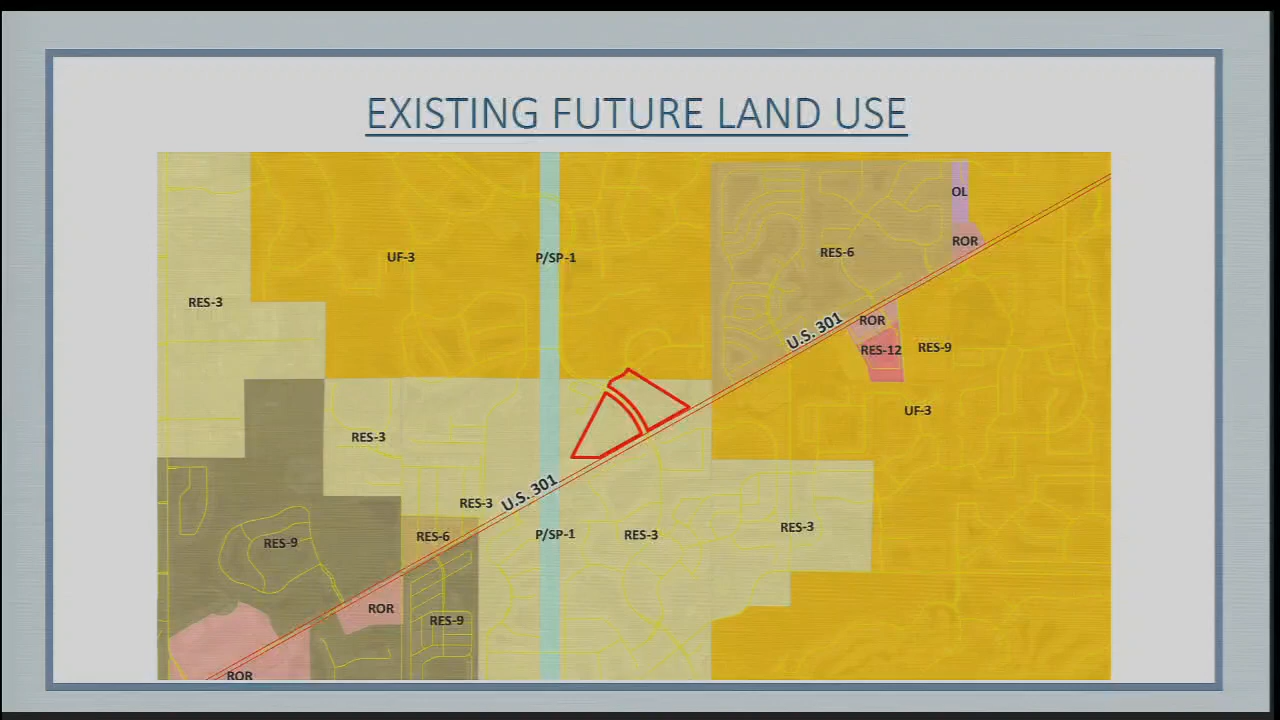 EXISTING FUTURE LAND USE
OL
ROR
UF-3
P/SP-1
RES-6
RES-3
U.S. 301
ROR
RES-12
RES-9
UF-3
RES-3
RES-3
U.S. 301
RES-6
P/SP-1
RES-3
RES-3
RES-9
ROR
RES-9
ROR